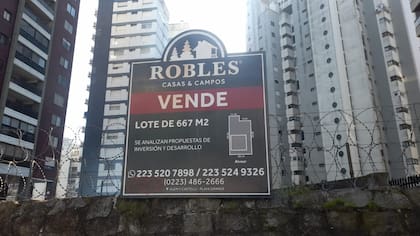 ROBLES
CASAS & CAMPOS
VENDE
LOTE DE 667 M2
SE ANALIZAN PROPUESTAS DE
INVERSIÓN Y DESARROLLO
223 520 7898 / 223 524 9326
(0223) 486-2666